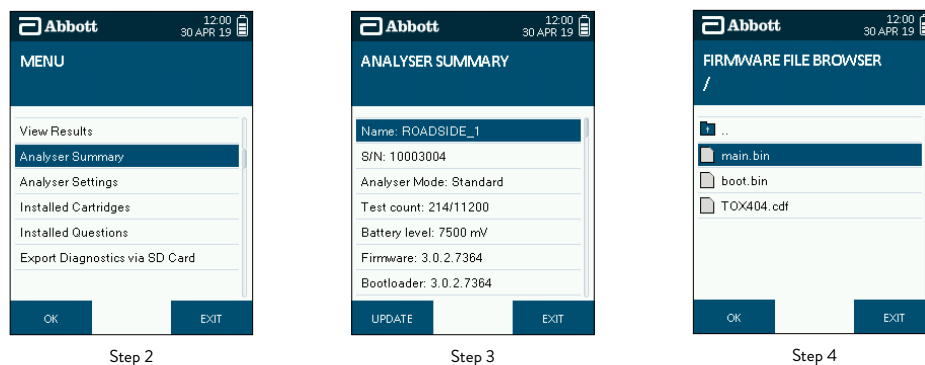 Abbott
12:00
30 APR 19
MENU
View Results
Analyser Summary
Analyser Settings
Installed Cartridges
Installed Questions
Export Diagnostics via SD Card
OK
EXIT
Step 2
Abbott
12:00
30 APR 19
ANALYSER SUMMARY
Name: ROADSIDE_1
S/N: 10003004
Analyser Mode: Standard
Test count: 214/11200
Battery level: 7500 mV
Firmware: 3.0.2.7364
Bootloader: 3.0.2.7364
UPDATE
EXIT
Step 3
Abbott
12:00
30 APR 19
FIRMWARE FILE BROWSER
/
..
main.bin
boot.bin
TOX404.cdf
OK
EXIT
Step 4